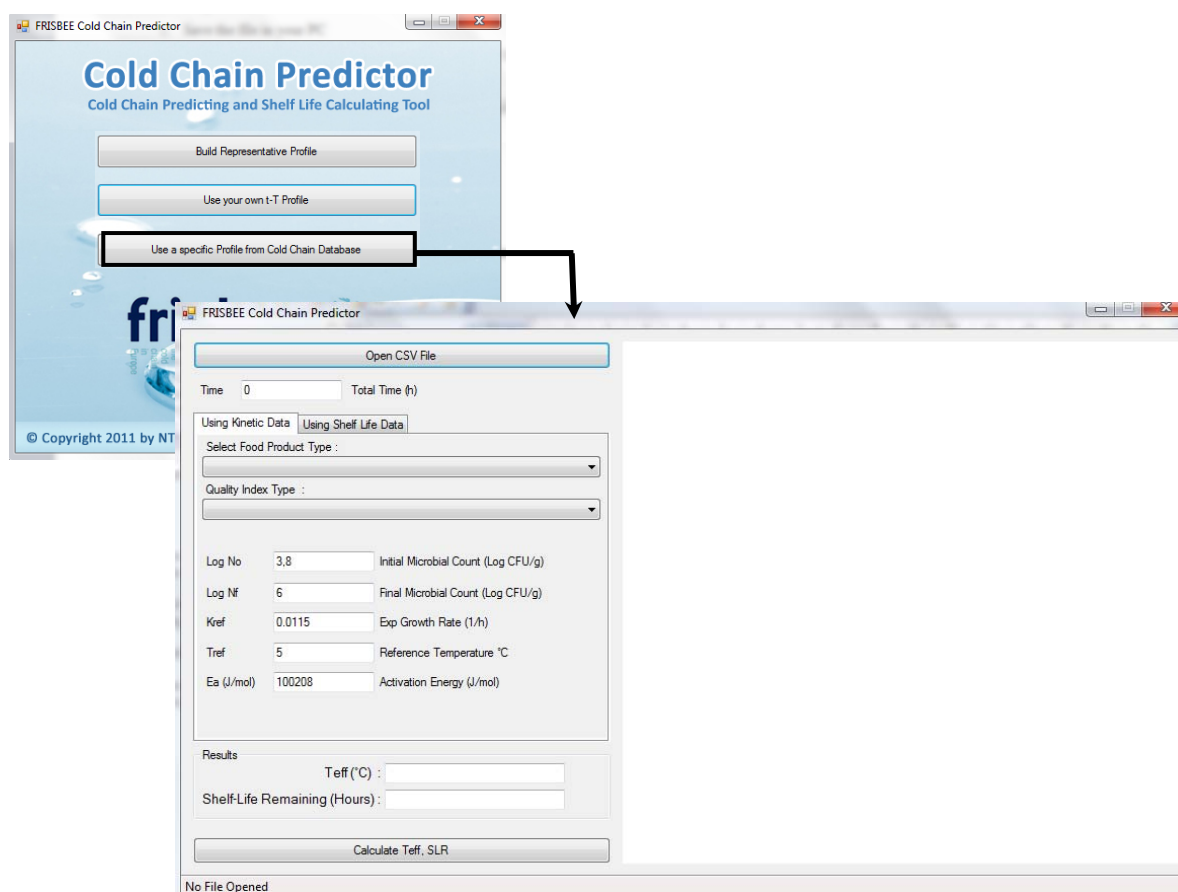 FRISBEE Cold Chain Predictor
Cold Chain Predictor
Cold Chain Predicting and Shelf Life Calculating Tool
Build Representative Profile
Use your own t-T Profile
Use a specific Profile from Cold Chain Database
© Copyright 2011 by NT
FRISBEE Cold Chain Predictor
Open CSV File
Time 0 Total Time (h)
Using Kinetic Data Using Shelf Life Data
Select Food Product Type :
Quality Index Type :
Log No 3,8 Initial Microbial Count (Log CFU/g)
Log Nf 6 Final Microbial Count (Log CFU/g)
Kref 0.0115 Exp Growth Rate (1/h)
Tref 5 Reference Temperature °C
Ea (J/mol) 100208 Activation Energy (J/mol)
Results
Teff (°C) :
Shelf-Life Remaining (Hours) :
Calculate Teff, SLR
No File Opened